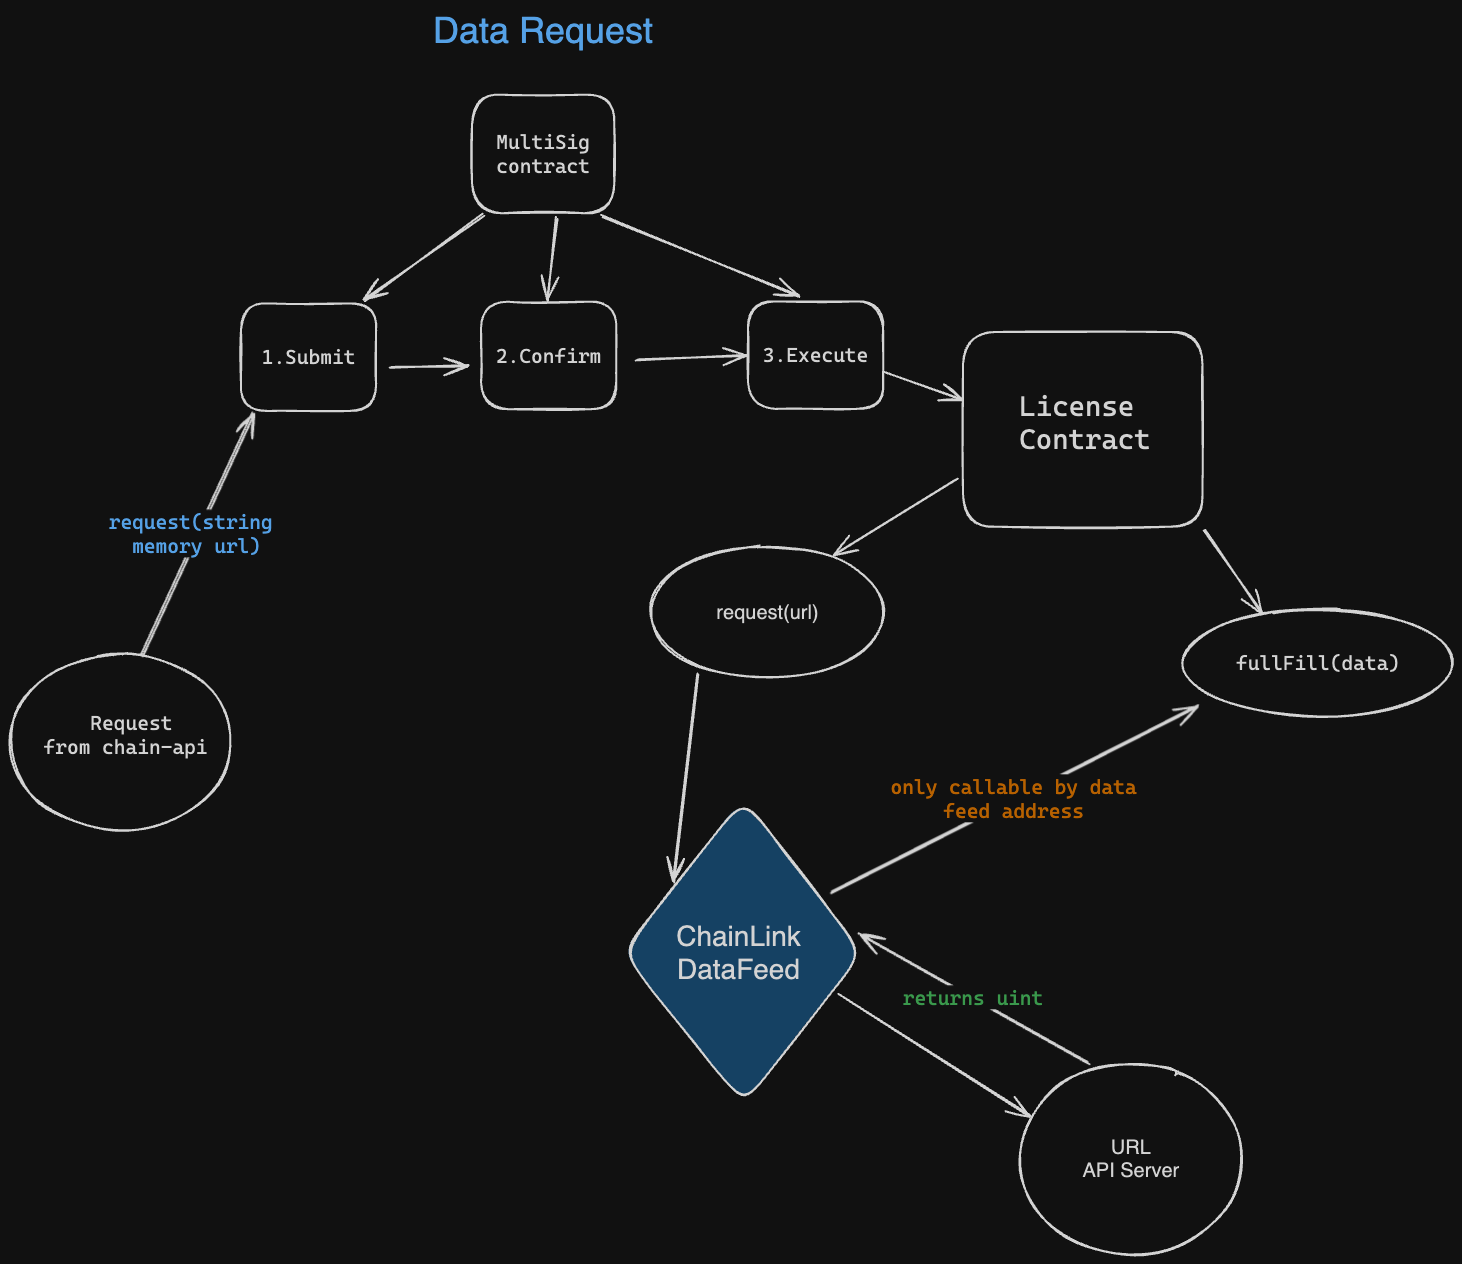 Data Request
MultiSig
contract
1.Submit
2.Confirm
3.Execute
License
Contract
request(string
memory url)
request(url)
fullFill(data)
Request
from chain-api
only callable by data
feed address
ChainLink
DataFeed
returns uint
URL
API Server